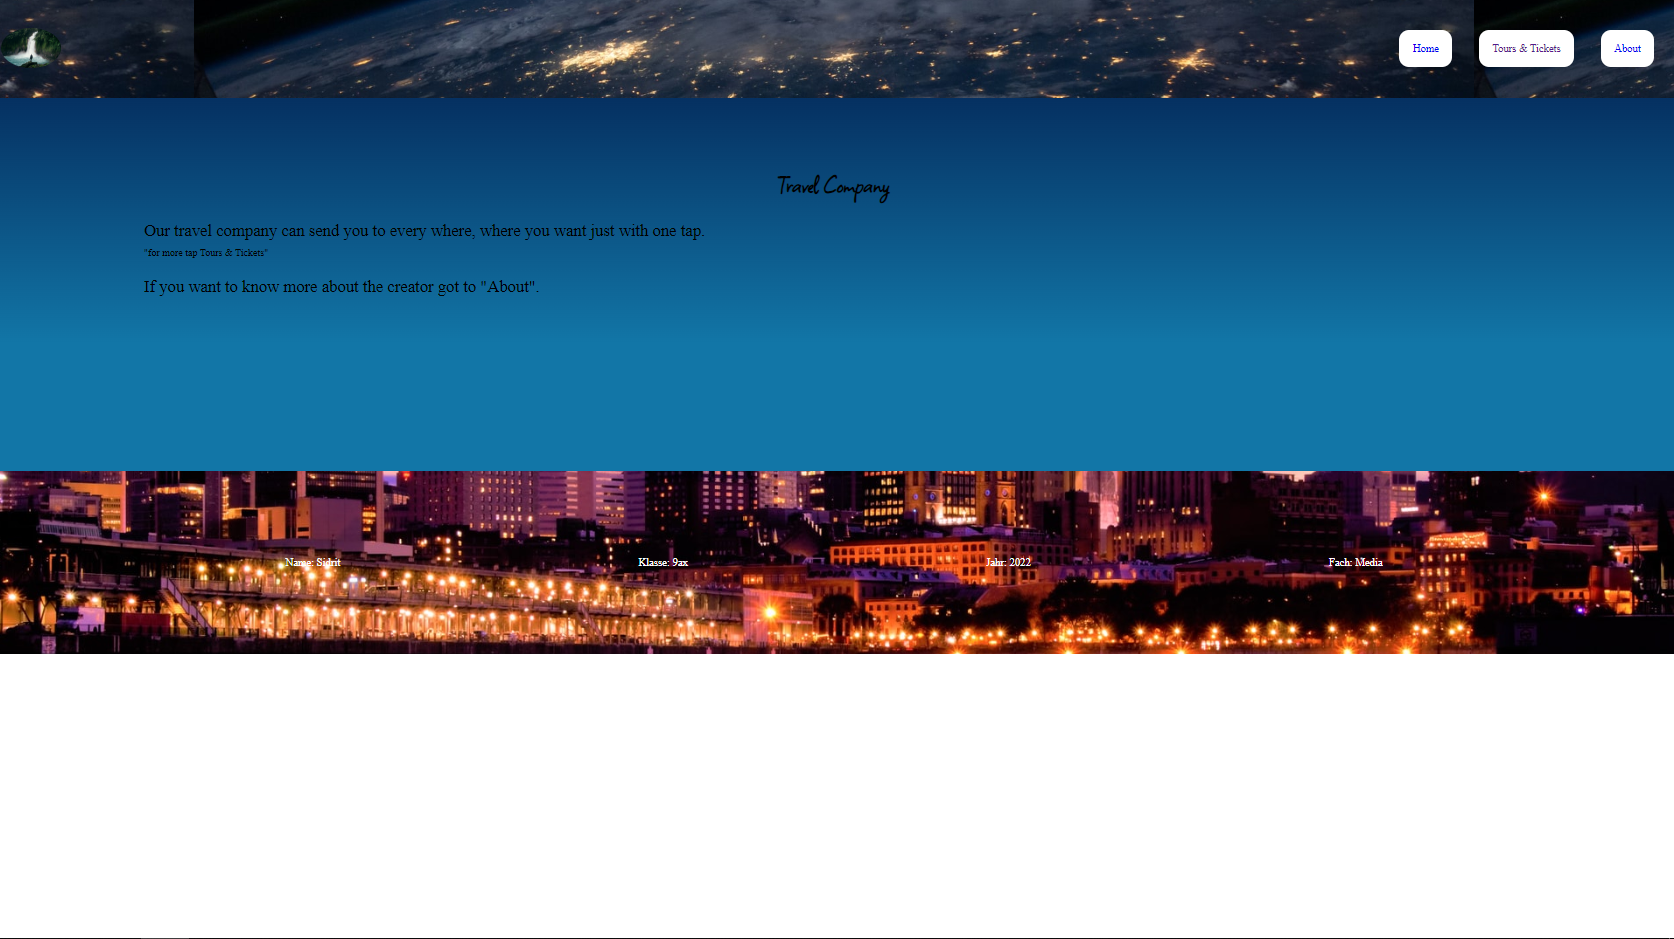 Home
Tours & Tickets
About
Travel Company
Our travel company can send you to every where, where you want just with one tap.
"for more tap Tours & Tickets"
If you want to know more about the creator got to "About".
Name: Sidrit
Klasse: 9ax
Jahr: 2022
Fach: Media